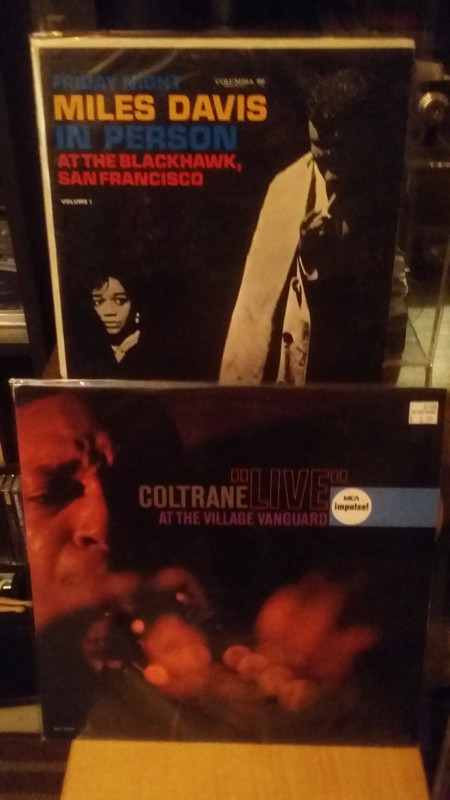 FRIDAY NIGHT
COLUMBIA
MILES DAVIS
IN PERSON
AT THE BLACKHAWK,
SAN FRANCISCO
VOLUME 1
"LIVE"
COLTRANE
MCA
impulse!
AT THE VILLAGE VANGUARD